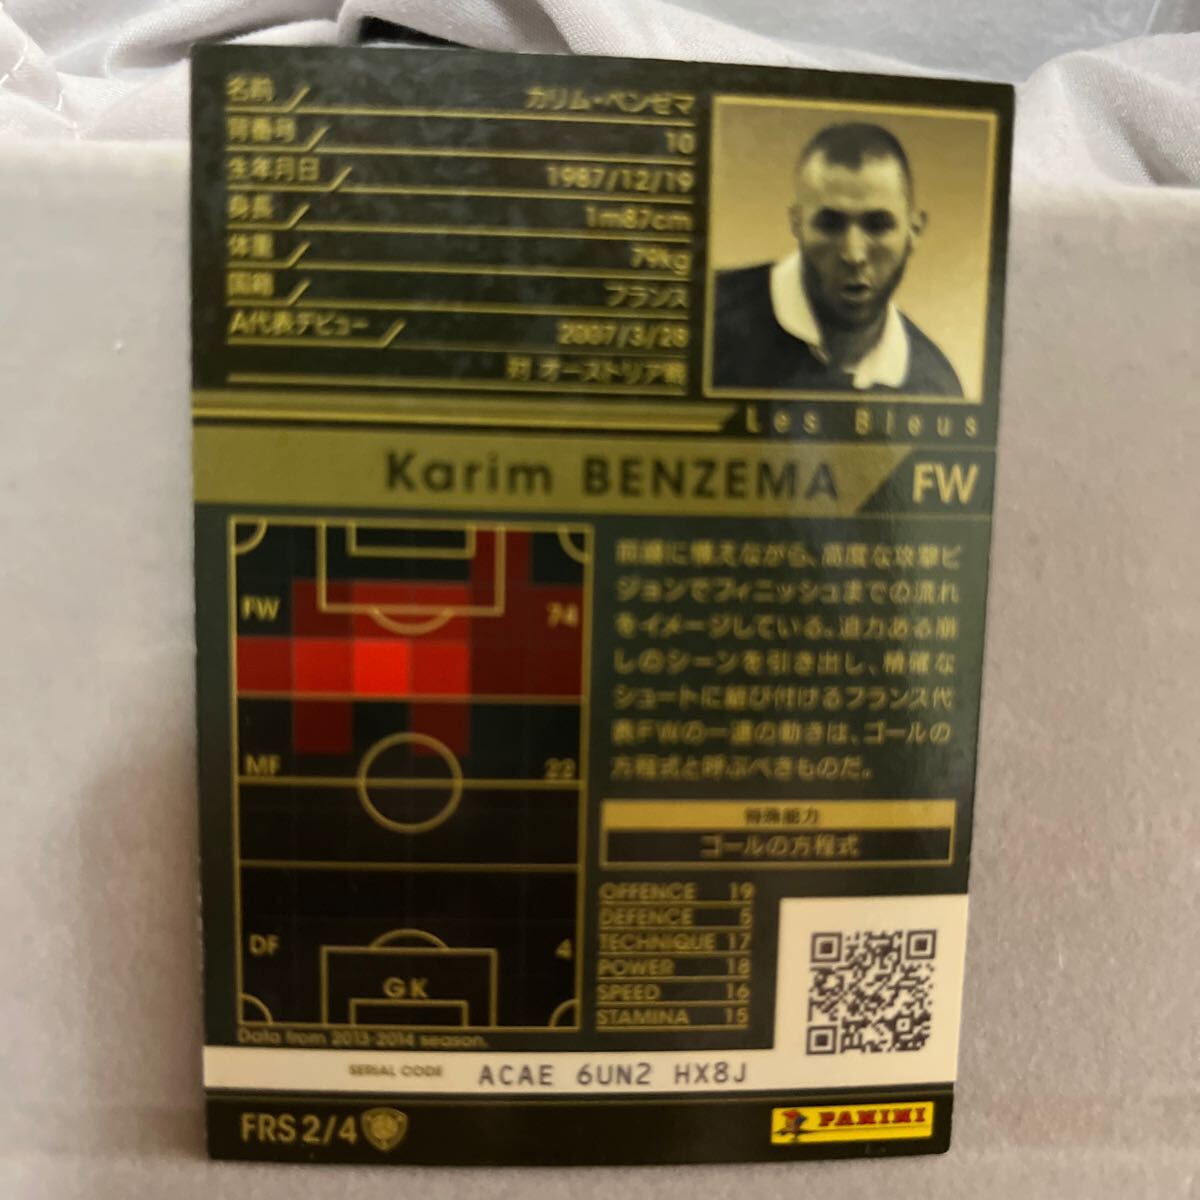 名前 カリム・ベンゼマ
背番号 10
生年月日 1987/12/19
身長 1m87cm
体重 79kg
国籍 フランス
A代表デビュー 2007/3/28
対 オーストリア戦
Les Bleus
Karim BENZEMA FW
FW 74
MF 22
DF 4
GK
Data from 2013-2014 season.
前線に構えながら、高度な攻撃ビ
ジョンでフィニッシュまでの流れ
をイメージしている。迫力ある崩
しのシーンを引き出し、精確な
シュートに結び付けるフランス代
表FWの一連の動きは、ゴールの
方程式と呼ぶべきものだ。
特殊能力
ゴールの方程式
OFFENCE 19
DEFENCE 5
TECHNIQUE 17
POWER 18
SPEED 16
STAMINA 15
SERIAL CODE ACAE 6UN2 HX8J
FRS 2/4
PANINI